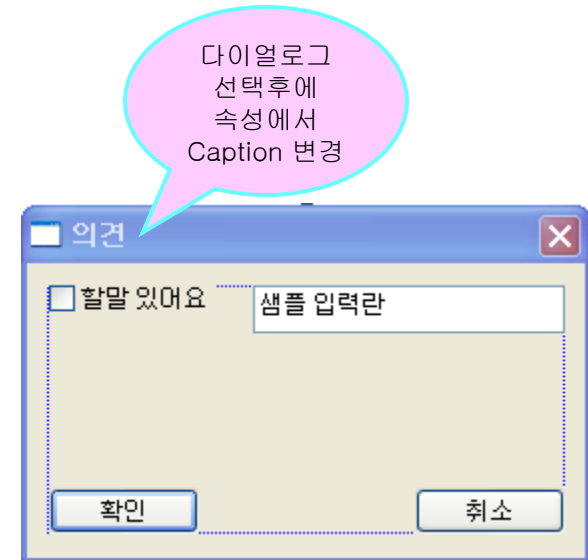 다이얼로그
선택후에
속성에서
Caption 변경
의견
할말 있어요
샘플 입력란
확인
취소